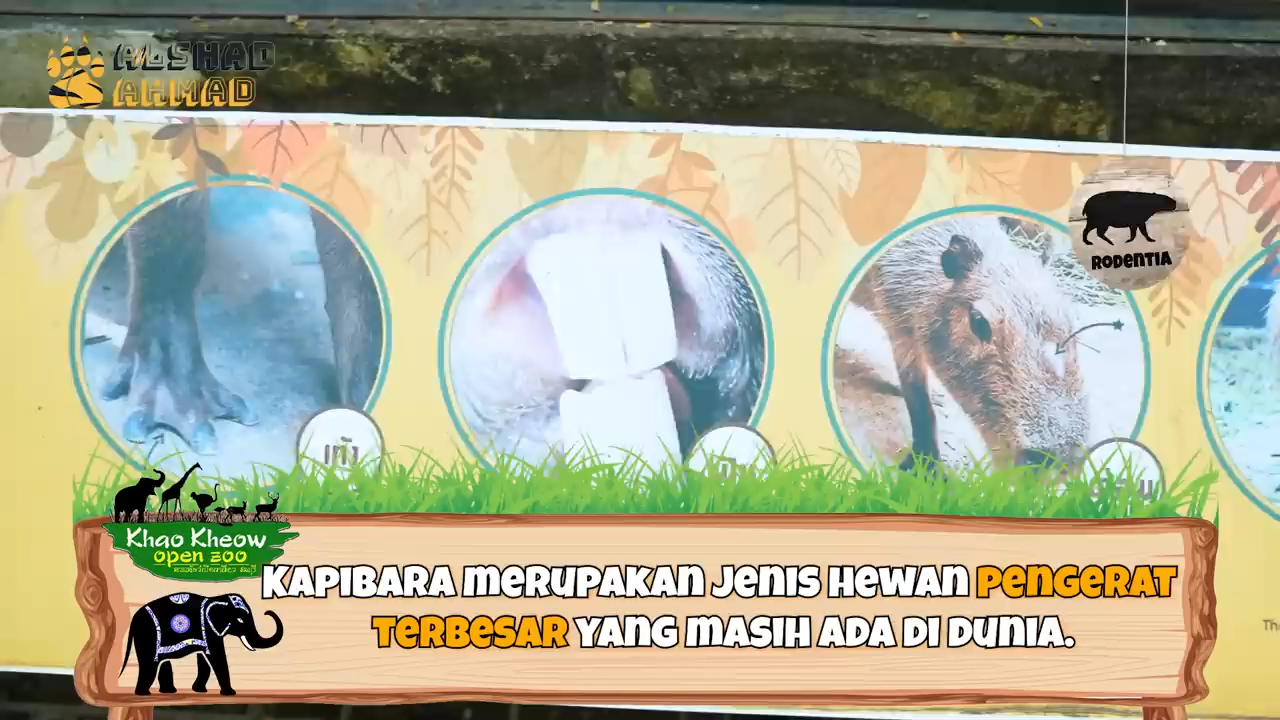 ALSHAD
AHMAD
RODENTIA
Khao Kheow
open zoo
KAPIBARA MERUPAKAN JENIS HEWAN PENGERAT
TERBESAR YANG MASIH ADA DI DUNIA.